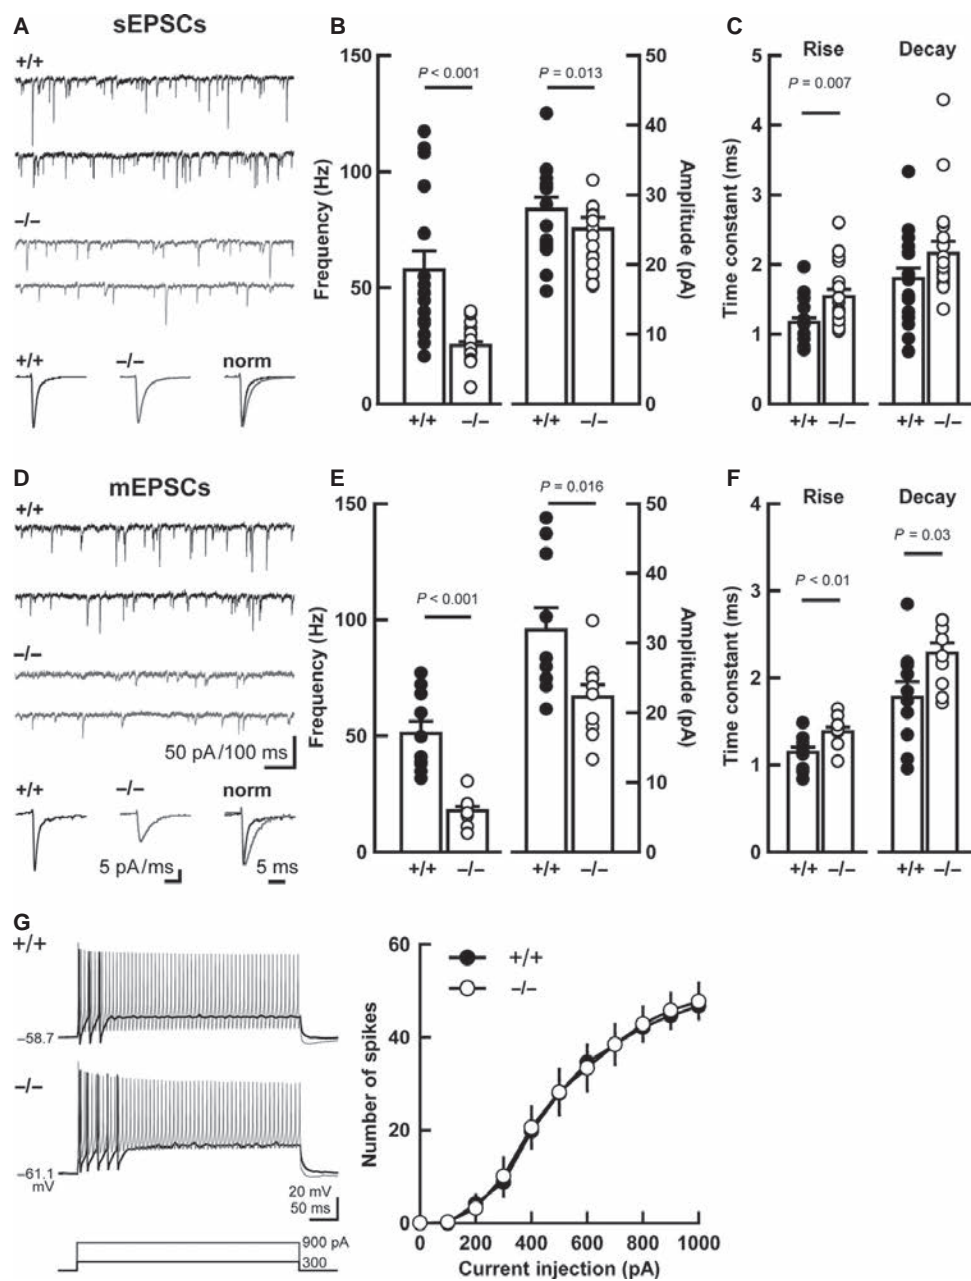 A
sEPSCs
+/+
–/–
+/+ –/– norm
B
150
100
50
0
Frequency (Hz)
P < 0.001
P = 0.013
50
40
30
20
10
0
Amplitude (pA)
+/+ –/– +/+ –/–
C
Rise Decay
P = 0.007
5
4
3
2
1
0
Time constant (ms)
+/+ –/– +/+ –/–
D
mEPSCs
+/+
–/–
50 pA/100 ms
+/+ –/– norm
5 pA/ms 5 ms
E
150
100
50
0
Frequency (Hz)
P < 0.001
P = 0.016
50
40
30
20
10
0
Amplitude (pA)
+/+ –/– +/+ –/–
F
Rise Decay
P < 0.01
P = 0.03
4
3
2
1
0
Time constant (ms)
+/+ –/– +/+ –/–
G
+/+
–58.7
–/–
–61.1
mV
20 mV
50 ms
900 pA
300
60
40
20
0
Number of spikes
+/+
–/–
0 200 400 600 800 1000
Current injection (pA)